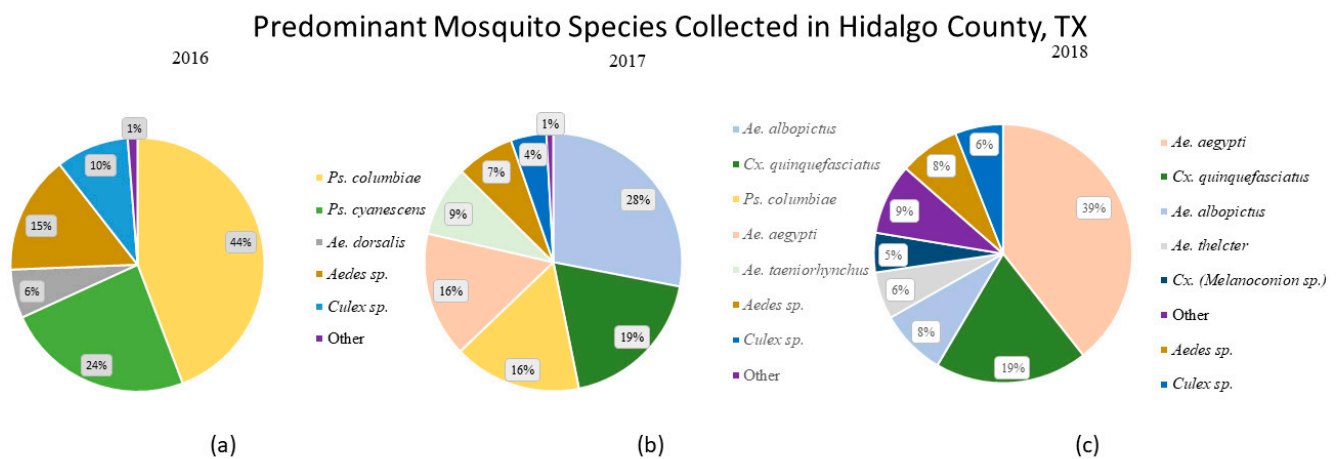 Predominant Mosquito Species Collected in Hidalgo County, TX
2016
1%
10%
15%
44%
6%
24%
Ps. columbiae
Ps. cyanescens
Ae. dorsalis
Aedes sp.
Culex sp.
Other
(a)
2017
1%
4%
7%
9%
28%
16%
19%
16%
Ae. albopictus
Cx. quinquefasciatus
Ps. columbiae
Ae. aegypti
Ae. taeniorhynchus
Aedes sp.
Culex sp.
Other
(b)
2018
6%
8%
9%
39%
5%
6%
8%
19%
Ae. aegypti
Cx. quinquefasciatus
Ae. albopictus
Ae. thelcter
Cx. (Melanoconion sp.)
Other
Aedes sp.
Culex sp.
(c)